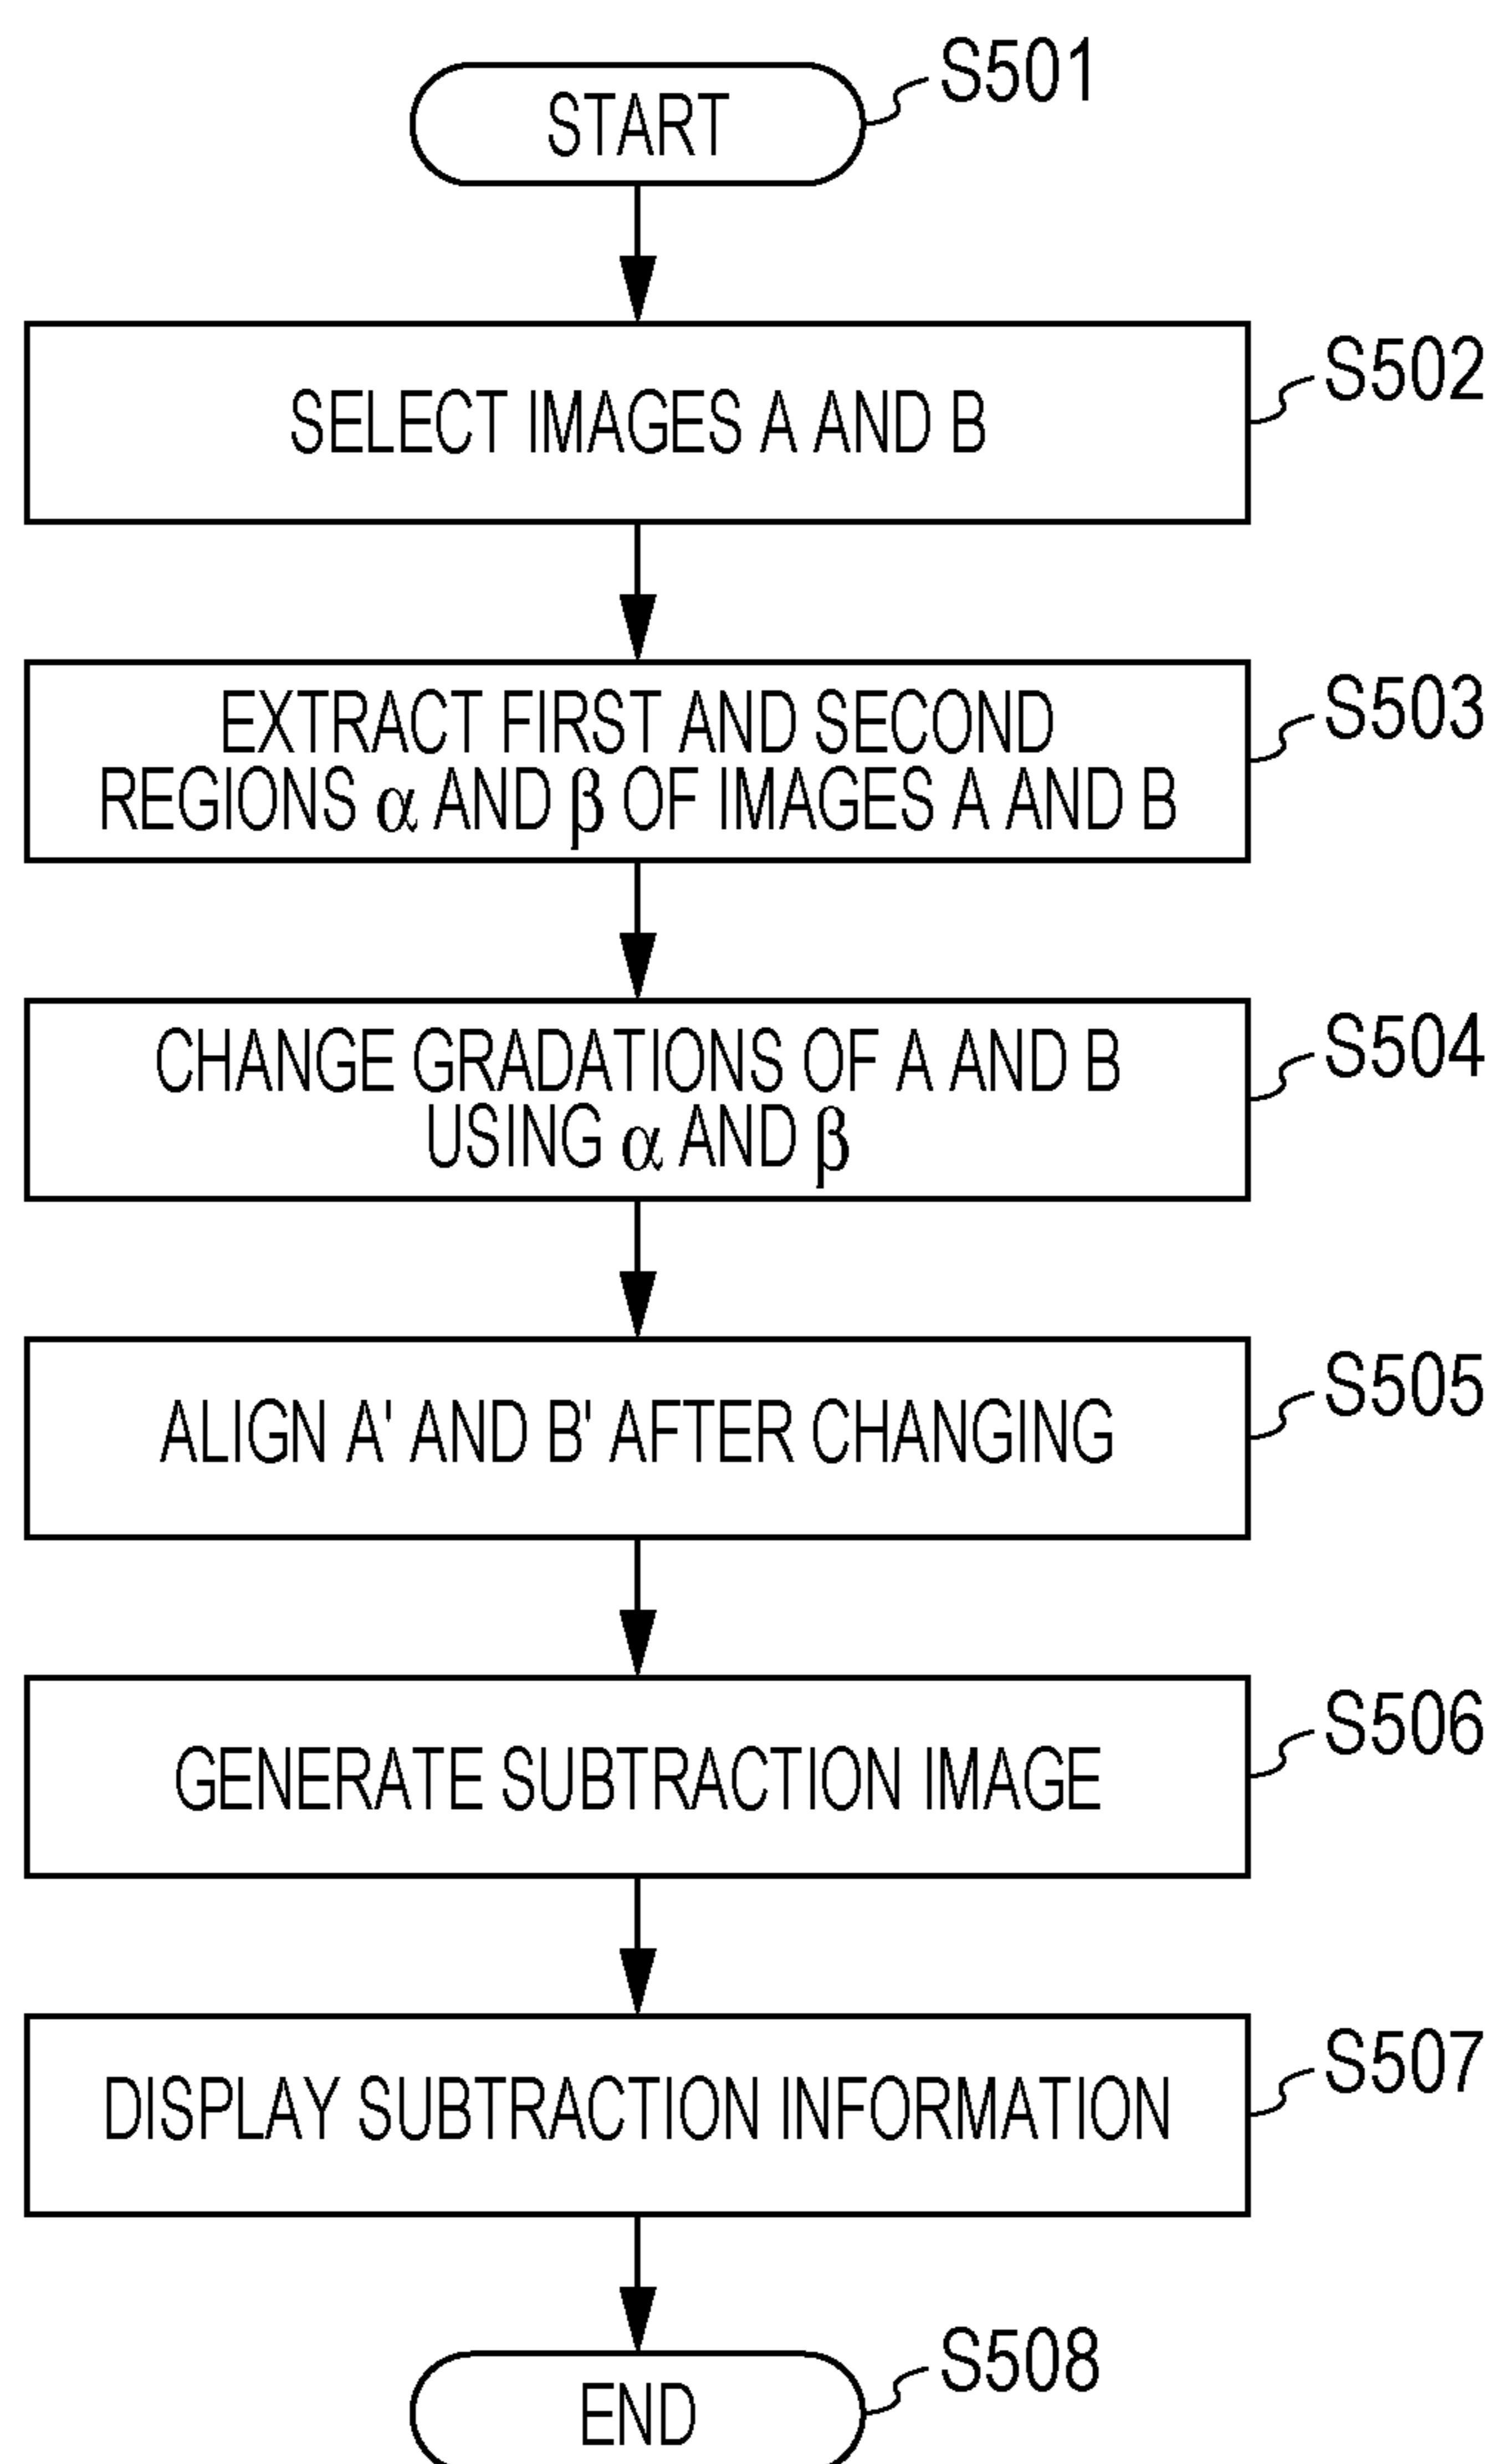 START
S501
SELECT IMAGES A AND B
S502
EXTRACT FIRST AND SECOND
REGIONS α AND β OF IMAGES A AND B
S503
CHANGE GRADATIONS OF A AND B
USING α AND β
S504
ALIGN A' AND B' AFTER CHANGING
S505
GENERATE SUBTRACTION IMAGE
S506
DISPLAY SUBTRACTION INFORMATION
S507
END
S508